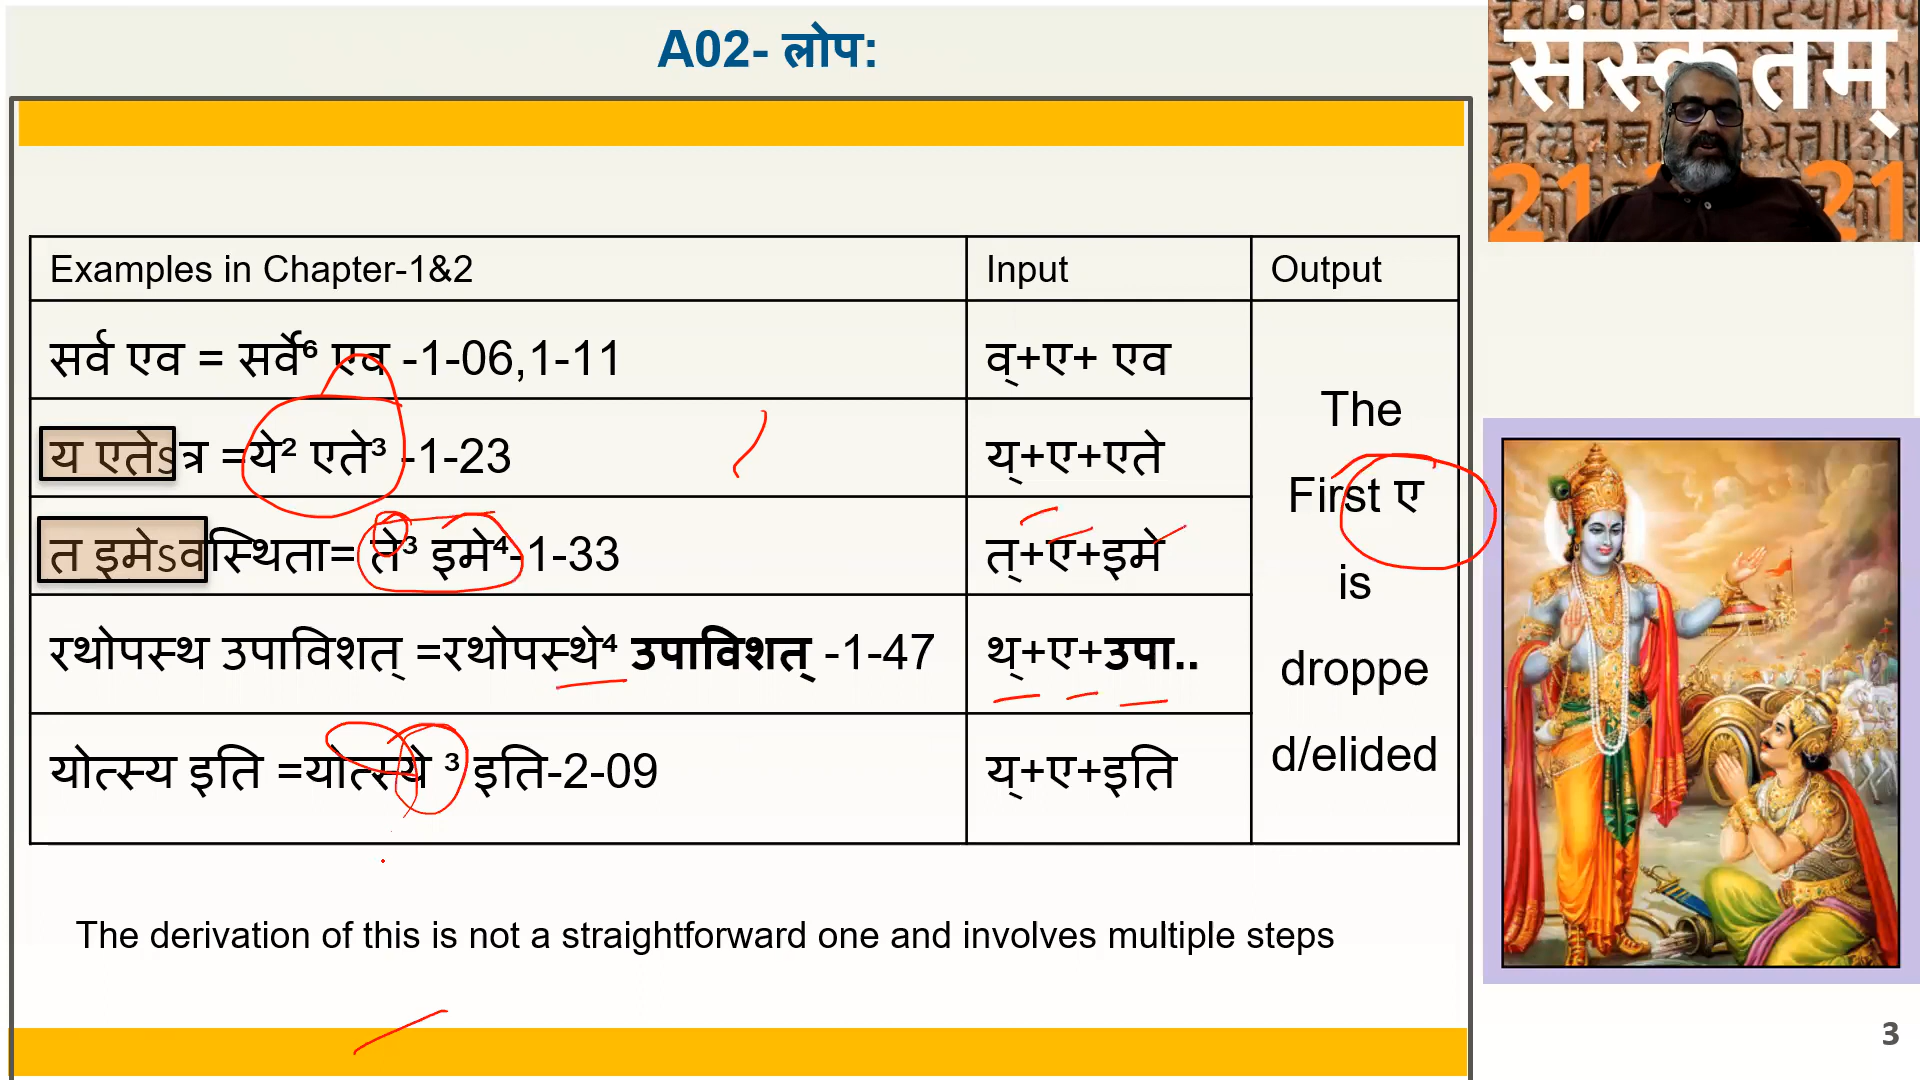 A02- लोप:
संस्कृतम्
21 21
Examples in Chapter-1&2 Input Output
सर्व एव = सर्वे⁶ एव -1-06,1-11 व्+ए+ एव
य एतेऽत्र =ये² एते³ -1-23 य्+ए+एते
त इमेऽवस्थिता= ते³ इमे⁴-1-33 त्+ए+इमे
रथोपस्थ उपाविशत् =रथोपस्थे⁴ उपाविशत् -1-47 थ्+ए+उपा..
योत्स्य इति =योत्स्ये ³ इति-2-09 य्+ए+इति
The
First ए
is
droppe
d/elided
The derivation of this is not a straightforward one and involves multiple steps
3